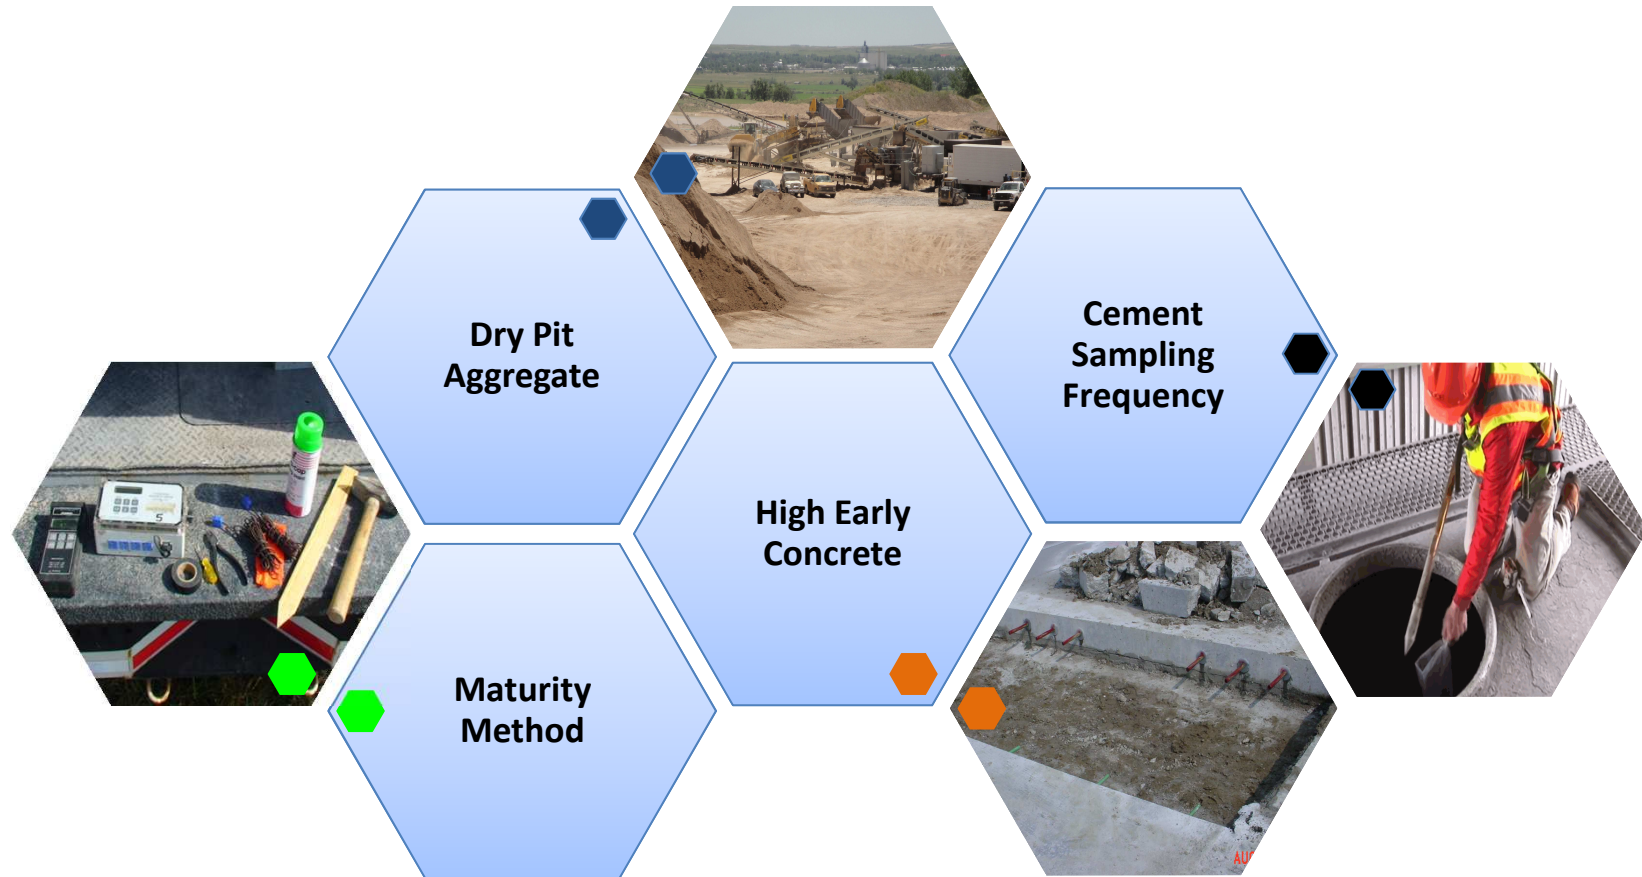 Dry Pit
Aggregate
Cement
Sampling
Frequency
High Early
Concrete
Maturity
Method